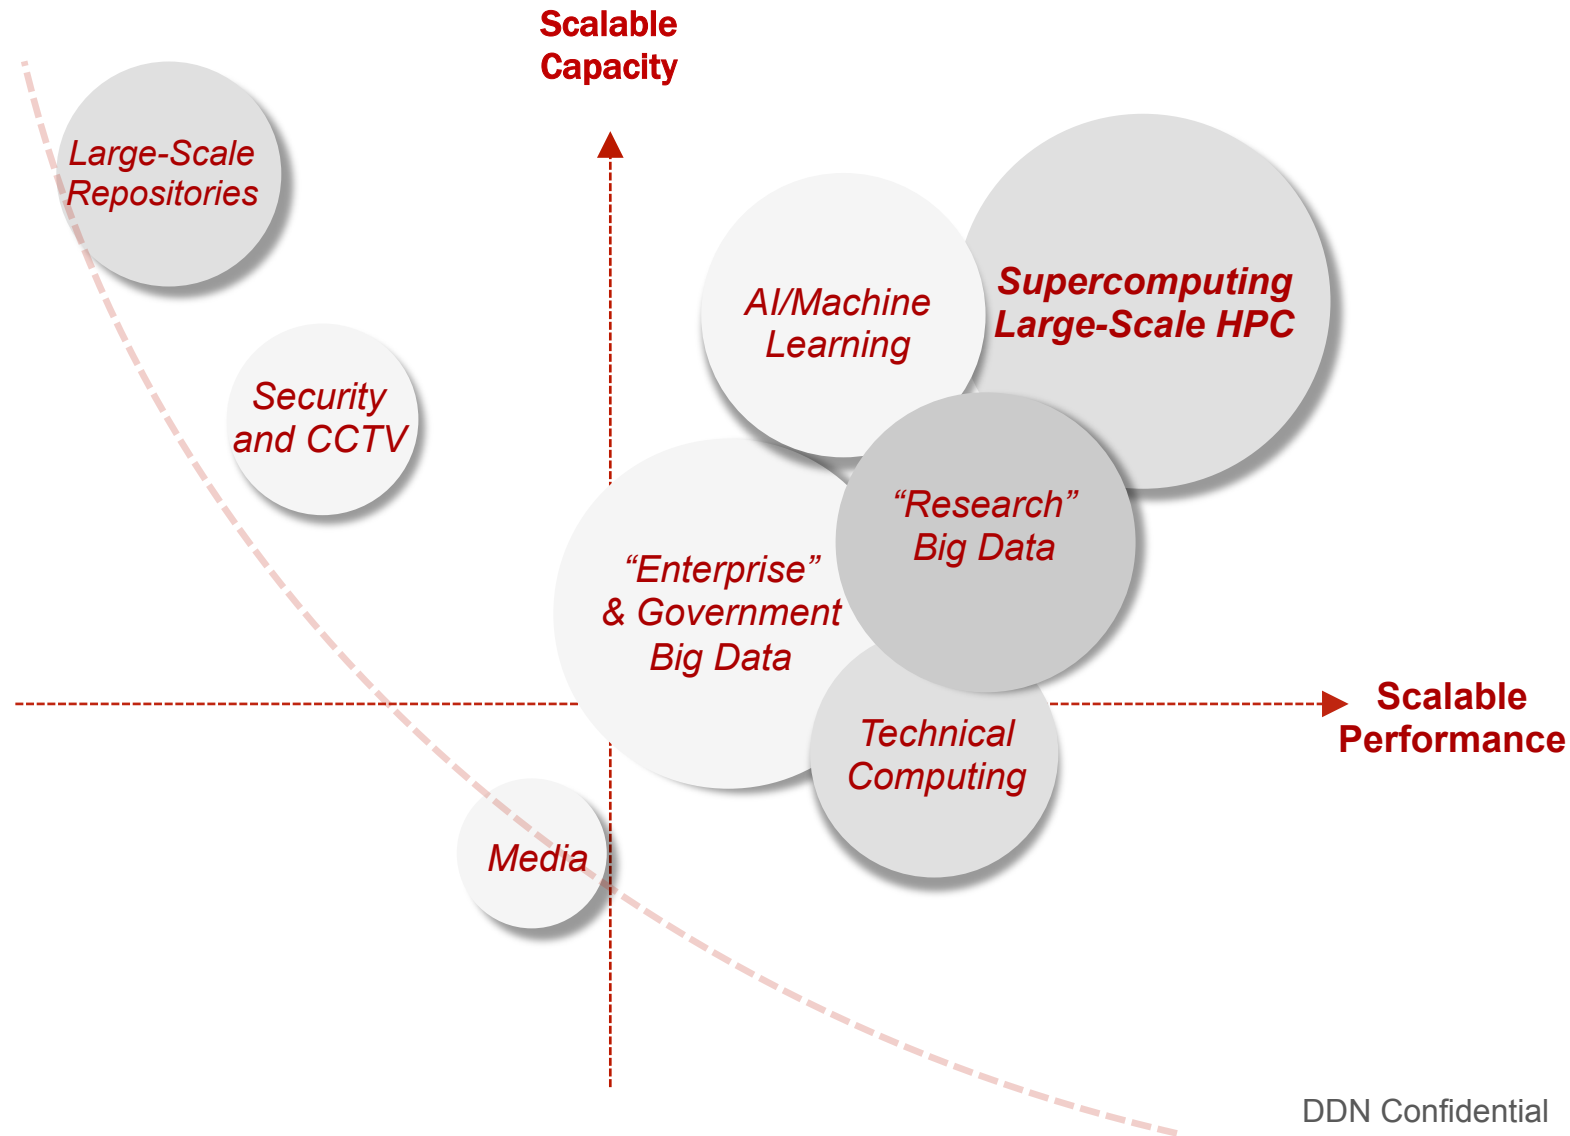 Scalable
Capacity
Large-Scale
Repositories
AI/Machine
Learning
Supercomputing
Large-Scale HPC
Security
and CCTV
“Research”
Big Data
“Enterprise”
& Government
Big Data
Scalable
Performance
Technical
Computing
Media
DDN Confidential